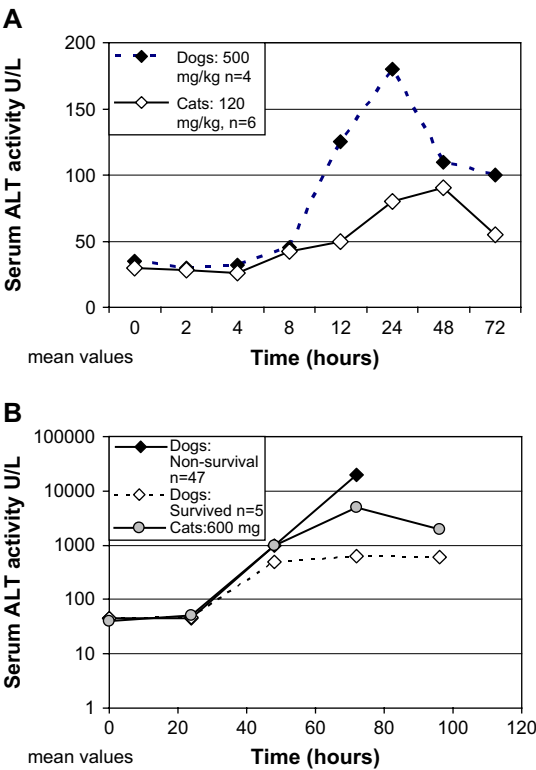 A
Serum ALT activity U/L
200
150
100
50
0
Dogs: 500
mg/kg n=4
Cats: 120
mg/kg, n=6
0 2 4 8 12 24 48 72
mean values
Time (hours)
B
Serum ALT activity U/L
100000
10000
1000
100
10
1
Dogs:
Non-survival
n=47
Dogs:
Survived n=5
Cats:600 mg
0 20 40 60 80 100 120
mean values
Time (hours)